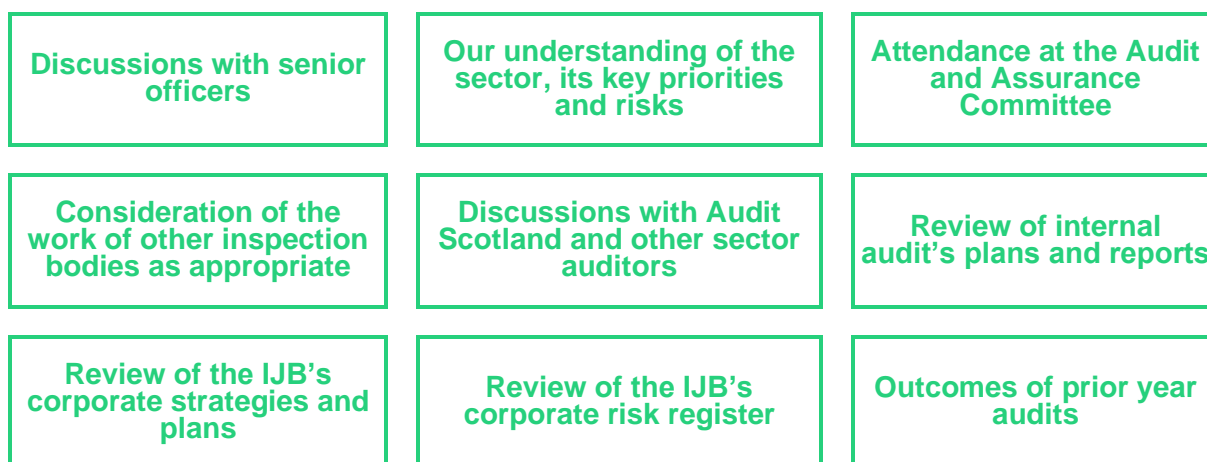 Discussions with senior
officers
Our understanding of the
sector, its key priorities
and risks
Attendance at the Audit
and Assurance
Committee
Consideration of the
work of other inspection
bodies as appropriate
Discussions with Audit
Scotland and other sector
auditors
Review of internal
audit’s plans and reports
Review of the IJB’s
corporate strategies and
plans
Review of the IJB’s
corporate risk register
Outcomes of prior year
audits